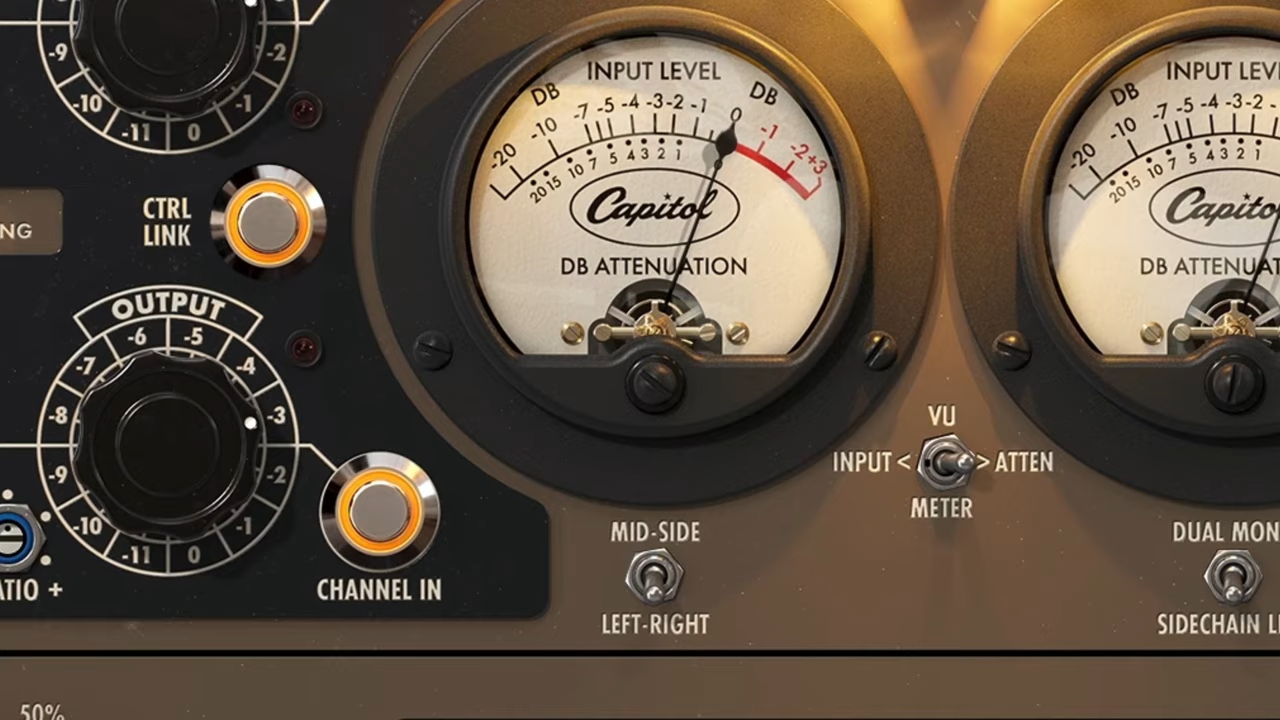 -9
-2
-10
-1
-11
0
NG
CTRL
LINK
OUTPUT
-6
-5
-7
-4
-8
-3
-9
-2
-10
-1
-11
0
ATIO +
CHANNEL IN
INPUT LEVEL
DB
DB
-20
-10
-7
-5
-4
-3
-2
-1
0
-1
-2
+3
20
15
10
7
5
4
3
2
1
Capitol
DB ATTENUATION
INPUT LEV
DB
-20
-10
-7
-5
-4
-3
-2
20
15
10
7
5
4
3
2
1
Capito
DB ATTENUAT
VU
INPUT <
> ATTEN
METER
MID-SIDE
LEFT-RIGHT
DUAL MON
SIDECHAIN L
50%